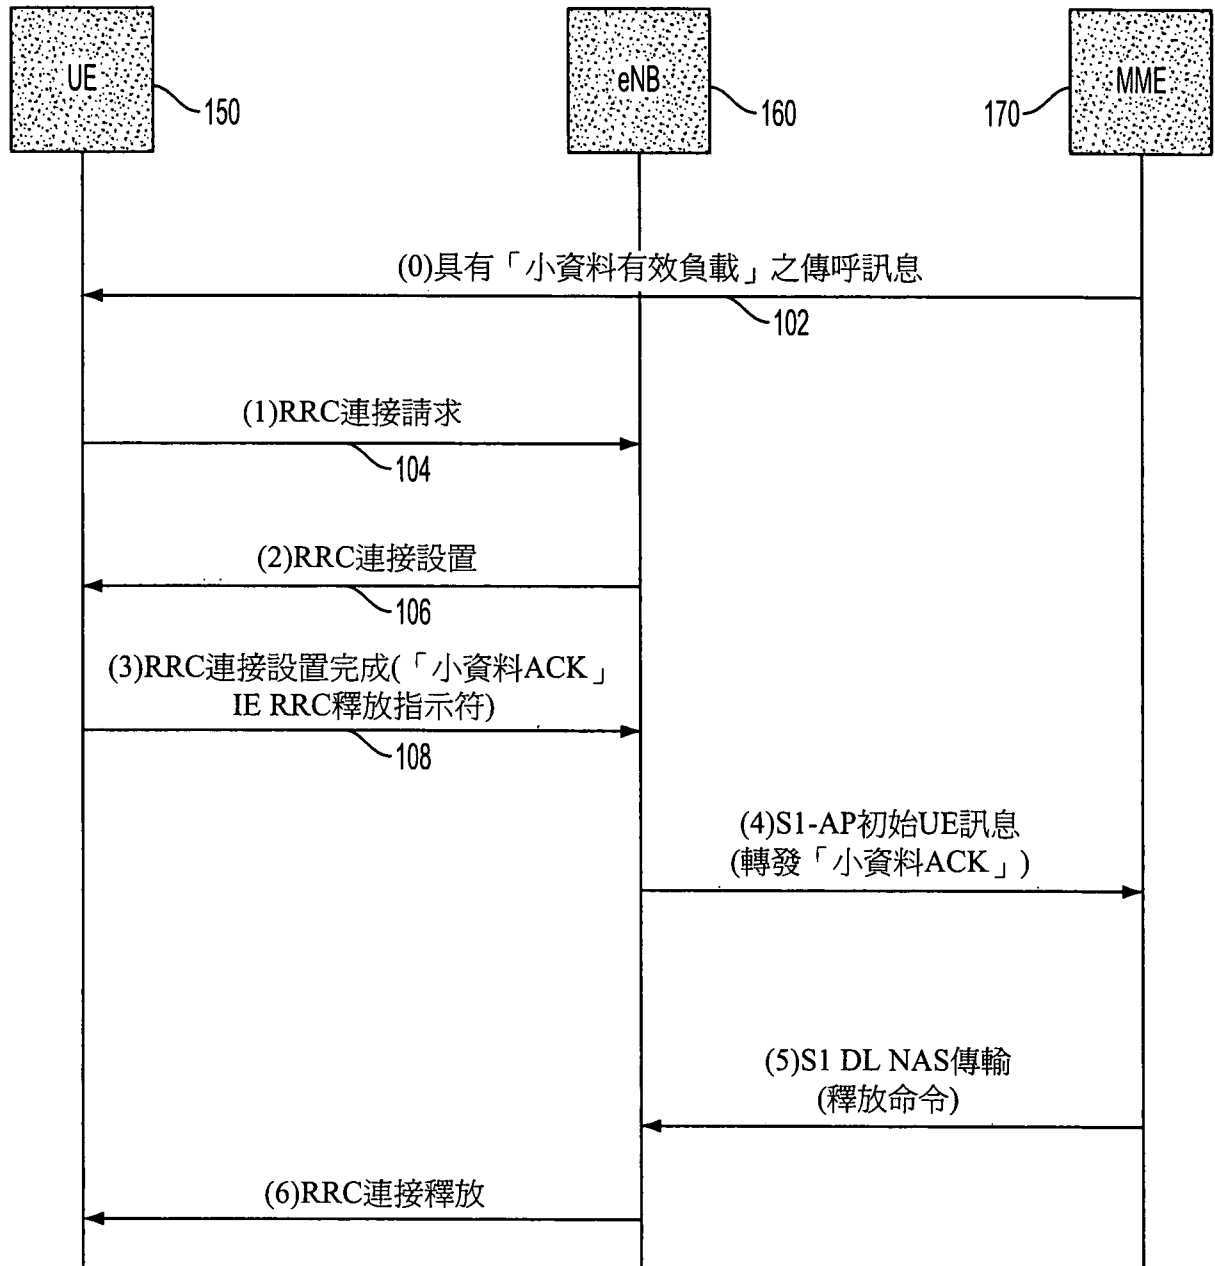 UE
150
eNB
160
MME
170
(0)具有「小資料有效負載」之傳呼訊息
102
(1)RRC連接請求
104
(2)RRC連接設置
106
(3)RRC連接設置完成(「小資料ACK」
IE RRC釋放指示符)
108
(4)S1-AP初始UE訊息
(轉發「小資料ACK」)
(5)S1 DL NAS傳輸
(釋放命令)
(6)RRC連接釋放